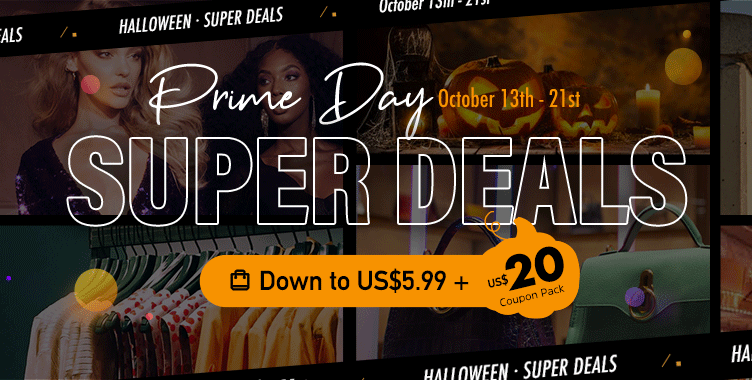 HALLOWEEN · SUPER DEALS
October 13th - 21st
Prime Day
October 13th - 21st
SUPER DEALS
Down to US$5.99 +
US$20
Coupon Pack
HALLOWEEN · SUPER DEALS